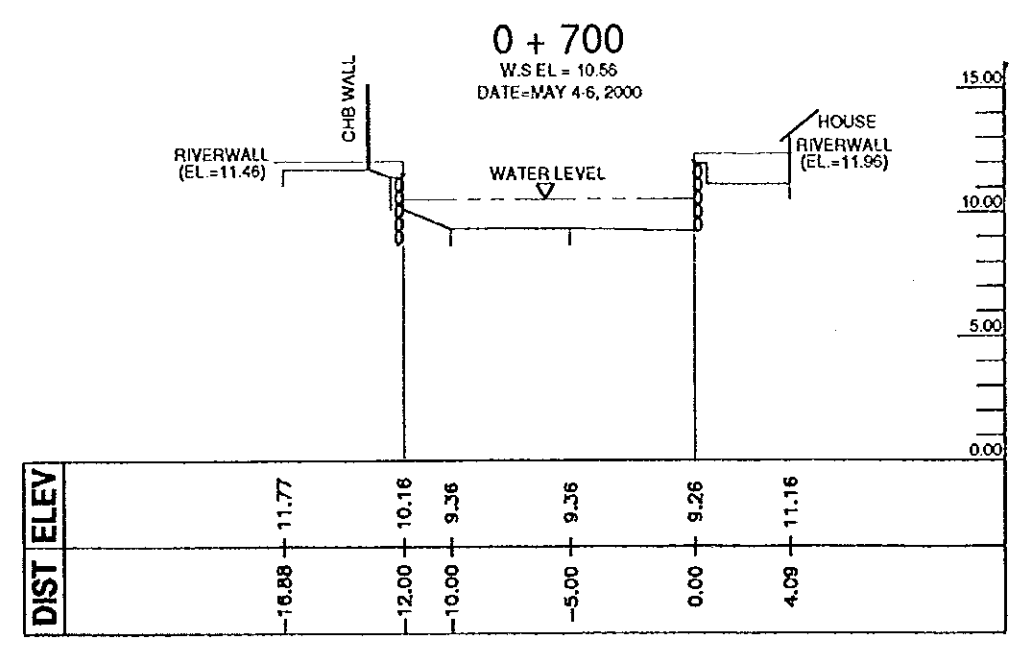 0 + 700
W.S EL = 10.56
DATE=MAY 4-6, 2000
CHB WALL
15.00
HOUSE
RIVERWALL
(EL.=11.46)
RIVERWALL
(EL.=11.96)
WATER LEVEL
10.00
5.00
0.00
ELEV 11.77 10.16 9.36 9.36 9.26 11.16
DIST -16.88 -12.00 -10.00 -5.00 0.00 4.09